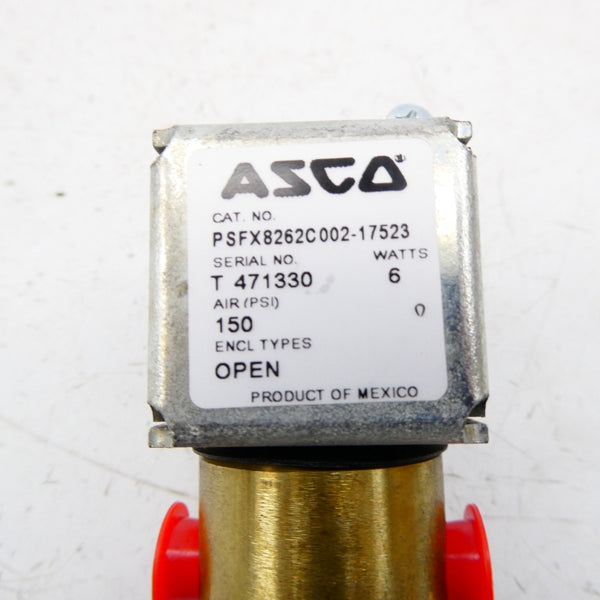 ASCO®
CAT. NO.
PSFX8262C002-17523
SERIAL NO. WATTS
T 471330 6
AIR (PSI)
150
ENCL TYPES
OPEN
PRODUCT OF MEXICO